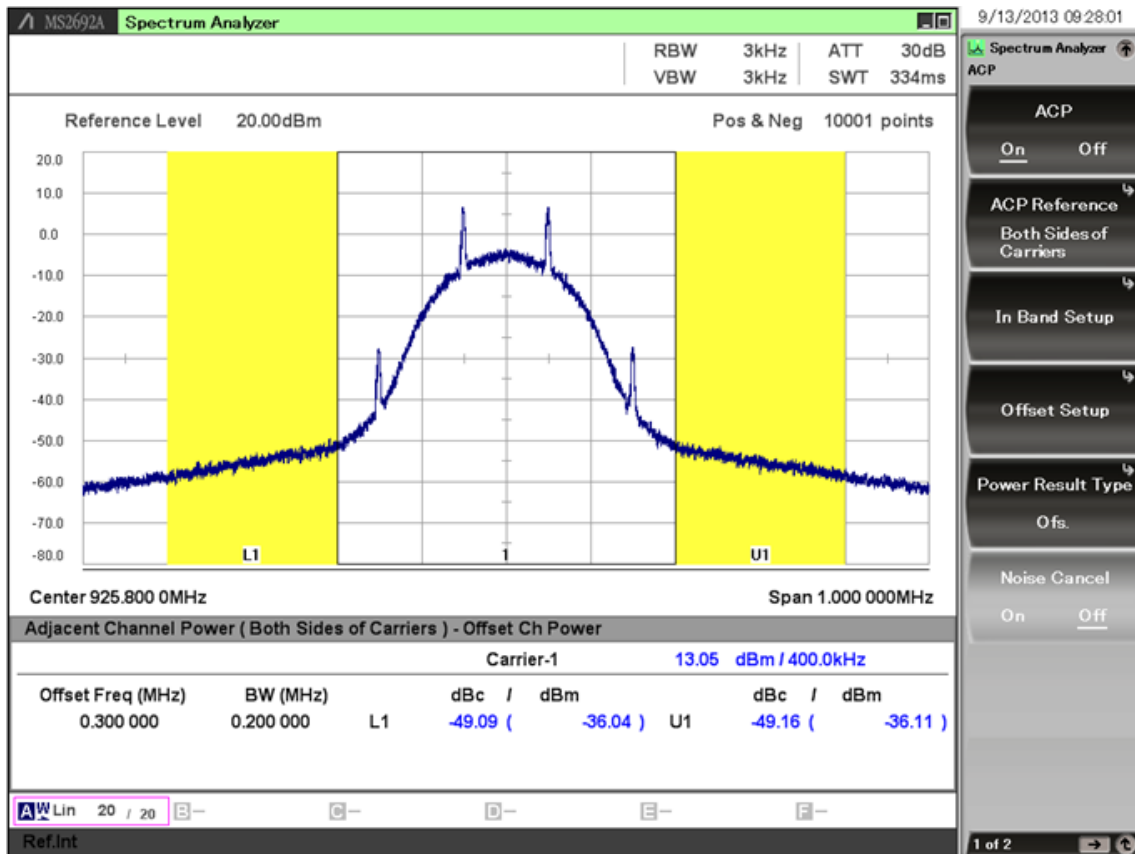 MS2692A Spectrum Analyzer
9/13/2013 09:28:01
RBW 3kHz ATT 30dB
VBW 3kHz SWT 334ms
Reference Level 20.00dBm Pos & Neg 10001 points
20.0
10.0
0.0
-10.0
-20.0
-30.0
-40.0
-50.0
-60.0
-70.0
-80.0
L1 1 U1
Center 925.800 0MHz Span 1.000 000MHz
Adjacent Channel Power ( Both Sides of Carriers ) - Offset Ch Power
Carrier-1 13.05 dBm / 400.0kHz
Offset Freq (MHz) BW (MHz) dBc / dBm dBc / dBm
0.300 000 0.200 000 L1 -49.09 ( -36.04 ) U1 -49.16 ( -36.11 )
A W Lin 20 / 20 B- C- D- E- F-
Ref.Int
Spectrum Analyzer
ACP
ACP
On Off
ACP Reference
Both Sides of
Carriers
In Band Setup
Offset Setup
Power Result Type
Ofs.
Noise Cancel
On Off
1 of 2